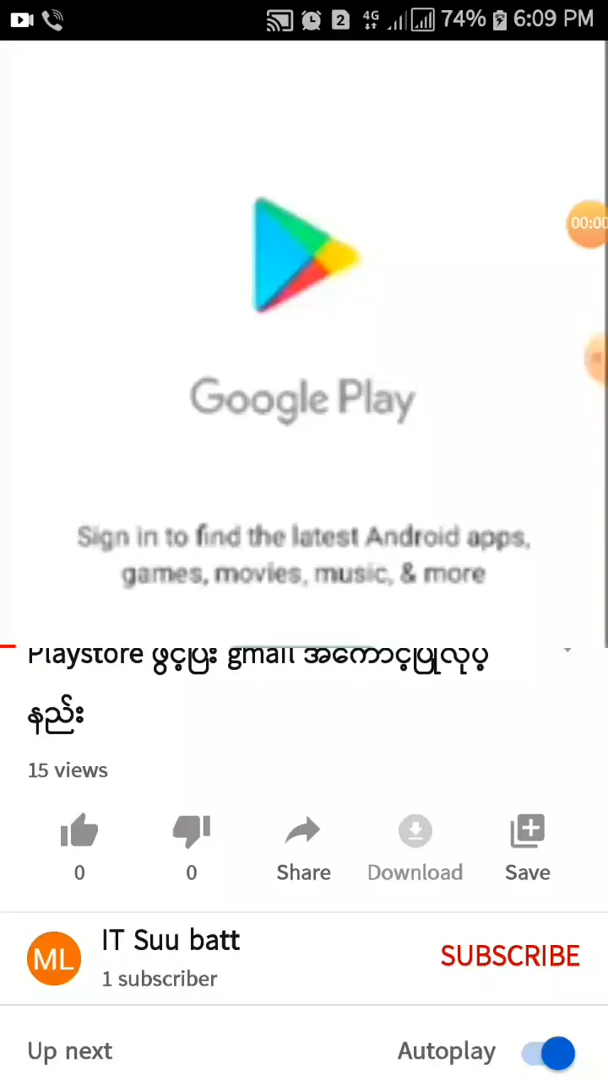 2 4G 74% 6:09 PM
00:00
Google Play
Sign in to find the latest Android apps,
games, movies, music, & more
Playstore ဖွင့်ပြီး gmail အကောင့်ပြုလုပ်
နည်း
15 views
0 0 Share Download Save
ML IT Suu batt SUBSCRIBE
1 subscriber
Up next Autoplay